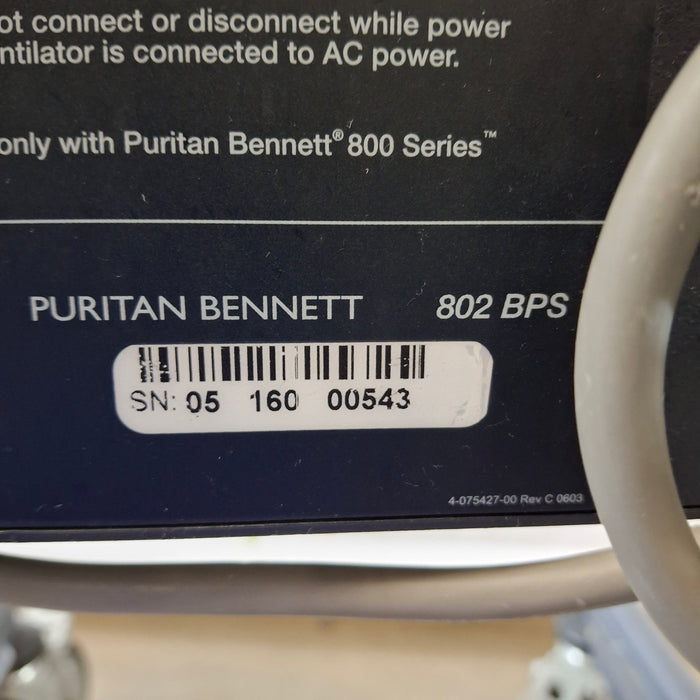 ot connect or disconnect while power
ntilator is connected to AC power.
only with Puritan Bennett® 800 Series™
PURITAN BENNETT 802 BPS
SN: 05 160 00543
4-075427-00 Rev C 0603